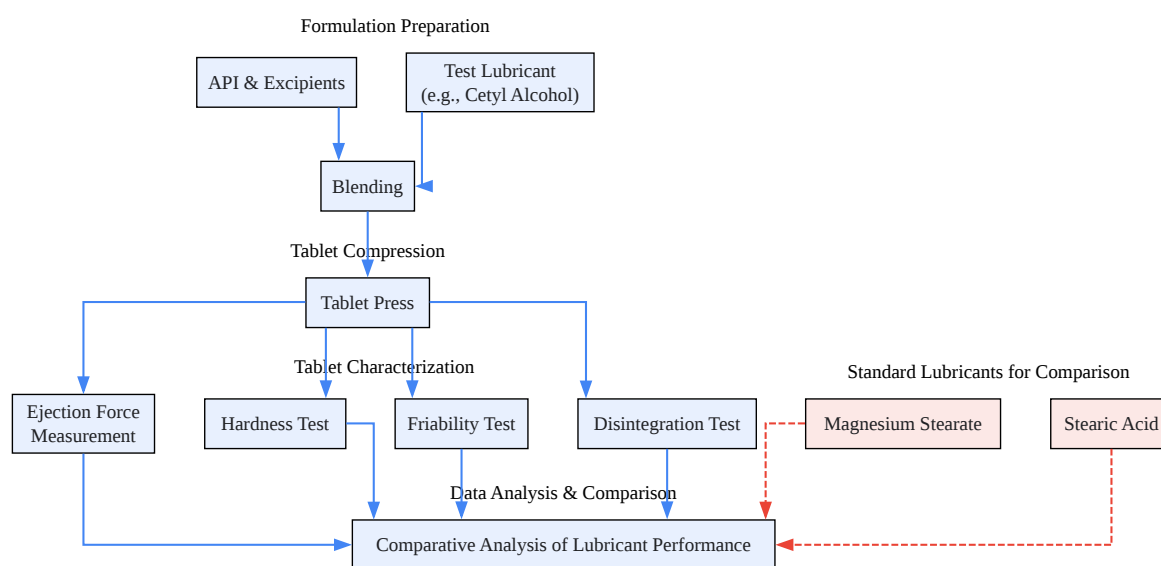 Formulation Preparation
API & Excipients
Test Lubricant
(e.g., Cetyl Alcohol)
Blending
Tablet Compression
Tablet Press
Tablet Characterization
Standard Lubricants for Comparison
Ejection Force
Measurement
Hardness Test
Friability Test
Disintegration Test
Magnesium Stearate
Stearic Acid
Data Analysis & Comparison
Comparative Analysis of Lubricant Performance